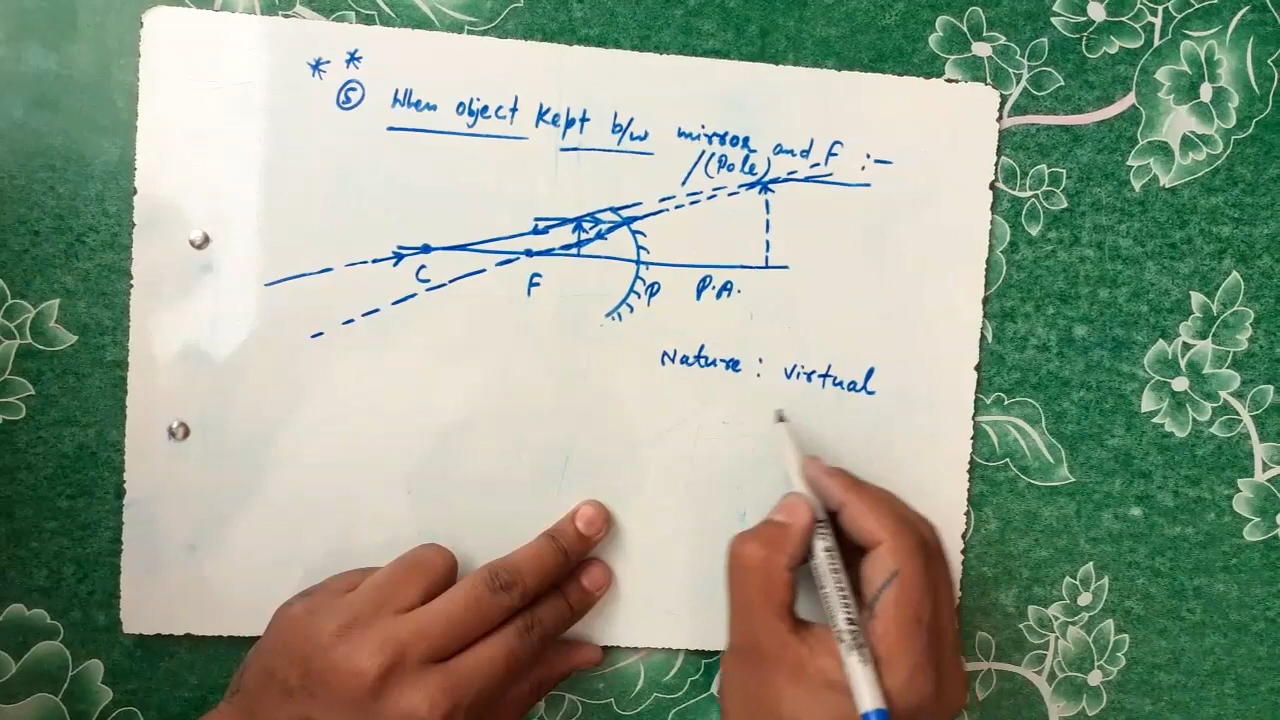 * *
⑤ When object Kept b/w mirror and F :-
/(Pole)
C
F
P
P.A.
Nature : virtual